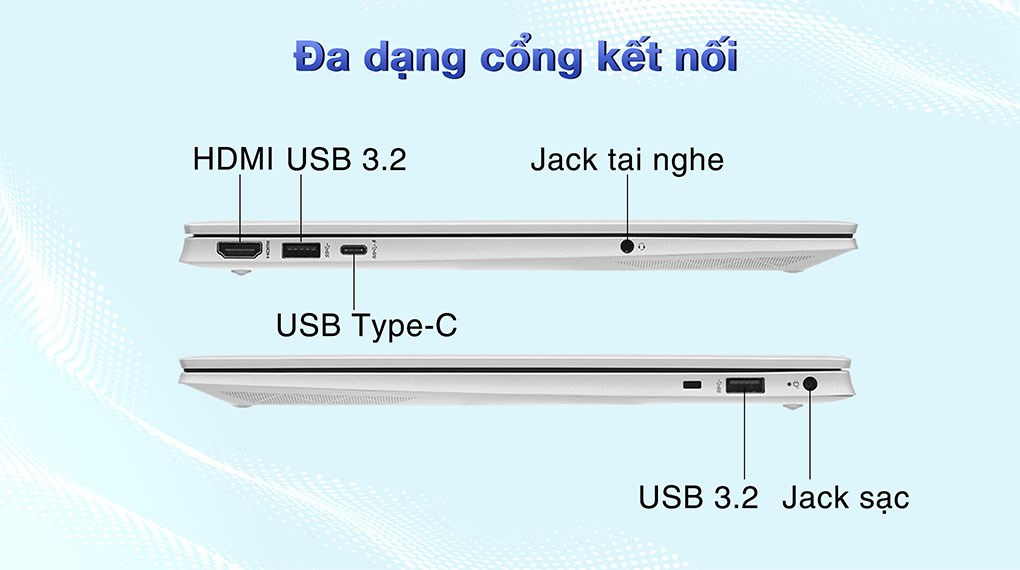 Đa dạng cổng kết nối
HDMI USB 3.2 Jack tai nghe
USB Type-C
USB 3.2 Jack sạc